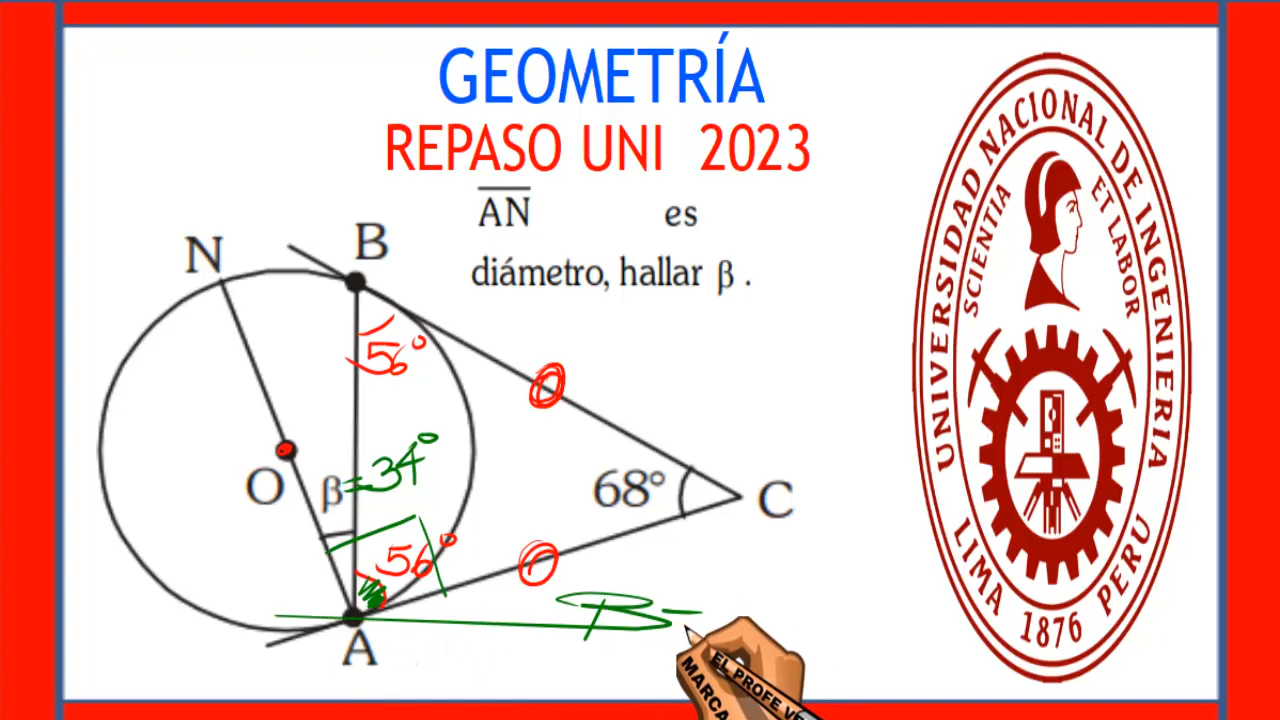 GEOMETRÍA
REPASO UNI 2023
AN es
diámetro, hallar β .
N
B
56°
O
β
=34°
68°
C
56°
A
B=
EL PROFE VE
MARCA
UNIVERSIDAD NACIONAL DE INGENIERIA
SCIENTIA ET LABOR
LIMA 1876 PERU